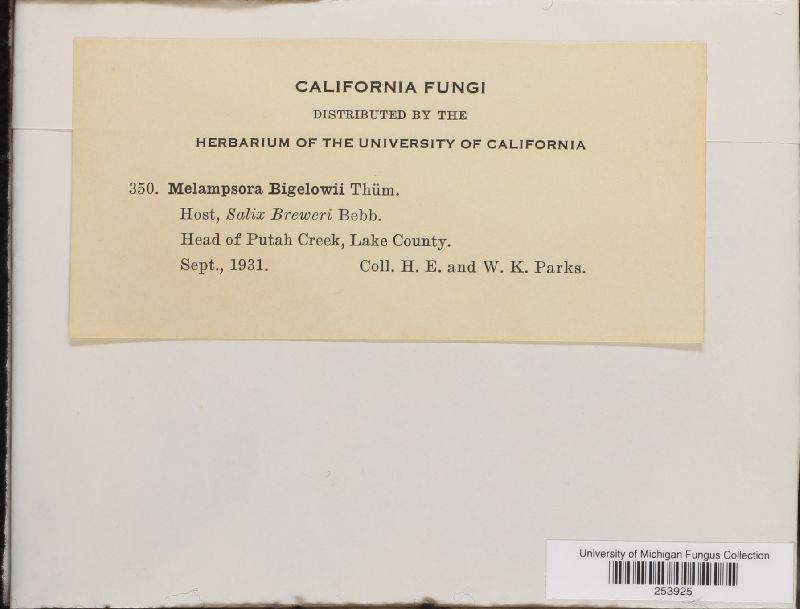 CALIFORNIA FUNGI
DISTRIBUTED BY THE
HERBARIUM OF THE UNIVERSITY OF CALIFORNIA
350. Melampsora Bigelowii Thüm.
Host, Salix Breweri Bebb.
Head of Putah Creek, Lake County.
Sept., 1931. Coll. H. E. and W. K. Parks.
University of Michigan Fungus Collection
253925